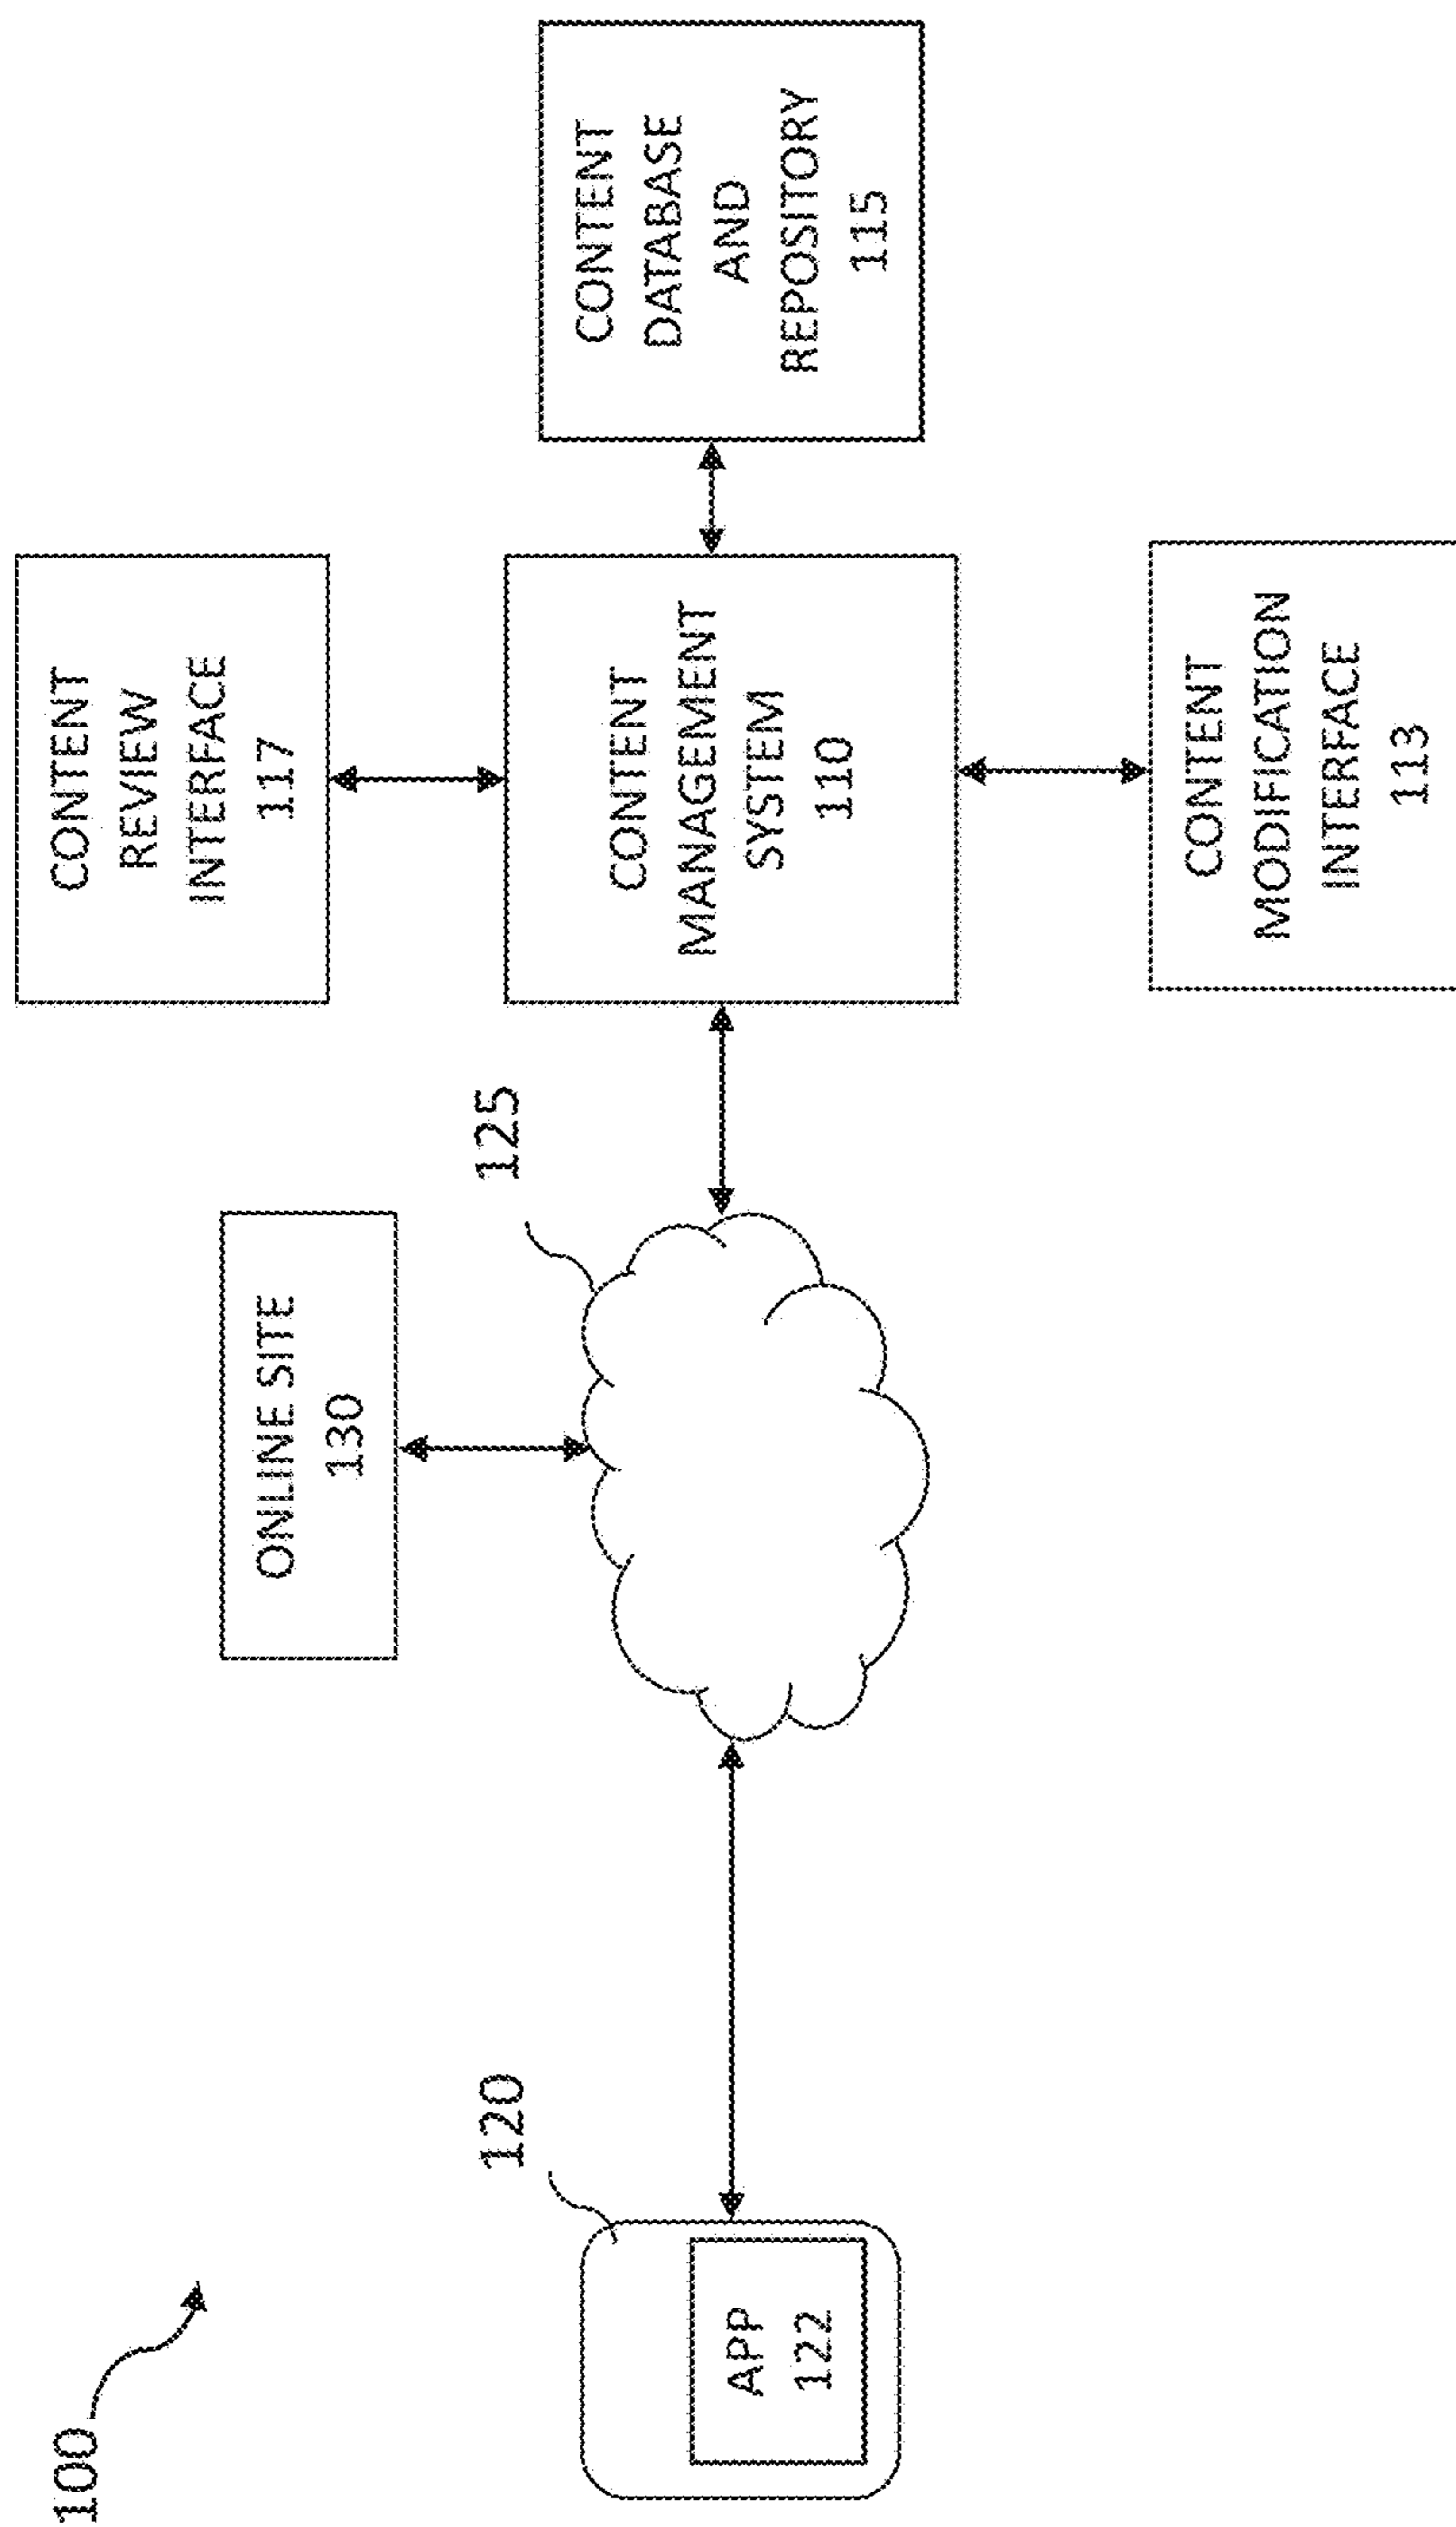 100
120
APP
122
125
ONLINE SITE
130
CONTENT
REVIEW
INTERFACE
117
CONTENT
MANAGEMENT
SYSTEM
110
CONTENT
MODIFICATION
INTERFACE
113
CONTENT
DATABASE
AND
REPOSITORY
115